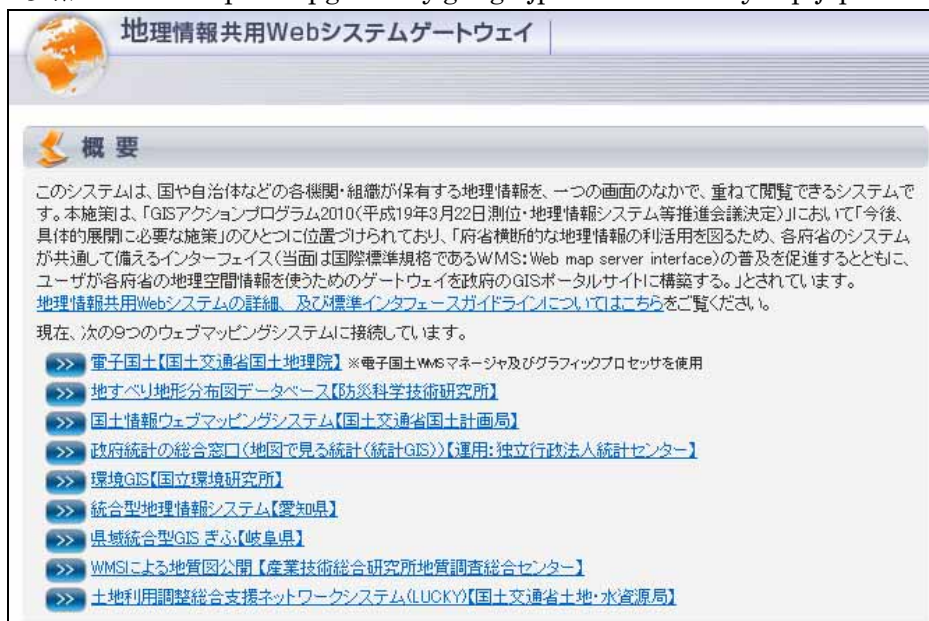 地理情報共用Webシステムゲートウェイ
概要
このシステムは、国や自治体などの各機関・組織が保有する地理情報を、一つの画面のなかで、重ねて閲覧できるシステムで
す。本施策は、「GISアクションプログラム2010(平成19年3月22日測位・地理情報システム等推進会議決定)」において「今後、
具体的展開に必要な施策」のひとつに位置づけられており、「府省横断的な地理情報の利活用を図るため、各府省のシステム
が共通して備えるインターフェイス(当面は国際標準規格であるWMS:Web map server interface)の普及を促進するとともに、
ユーザが各府省の地理空間情報を使うためのゲートウェイを政府のGISポータルサイトに構築する。」とされています。
地理情報共用Webシステムの詳細、及び標準インタフェースガイドラインについてはこちらをご覧ください。
現在、次の9つのウェブマッピングシステムに接続しています。
>>> 電子国土【国土交通省国土地理院】 ※電子国土WMSマネージャ及びグラフィックプロセッサを使用
>>> 地すべり地形分布図データベース【防災科学技術研究所】
>>> 国土情報ウェブマッピングシステム【国土交通省国土計画局】
>>> 政府統計の総合窓口(地図で見る統計(統計GIS))【運用:独立行政法人統計センター】
>>> 環境GIS【国立環境研究所】
>>> 統合型地理情報システム【愛知県】
>>> 県域統合型GIS ぎふ【岐阜県】
>>> WMSによる地質図公開【産業技術総合研究所地質調査総合センター】
>>> 土地利用調整総合支援ネットワークシステム(LUCKY)【国土交通省土地・水資源局】